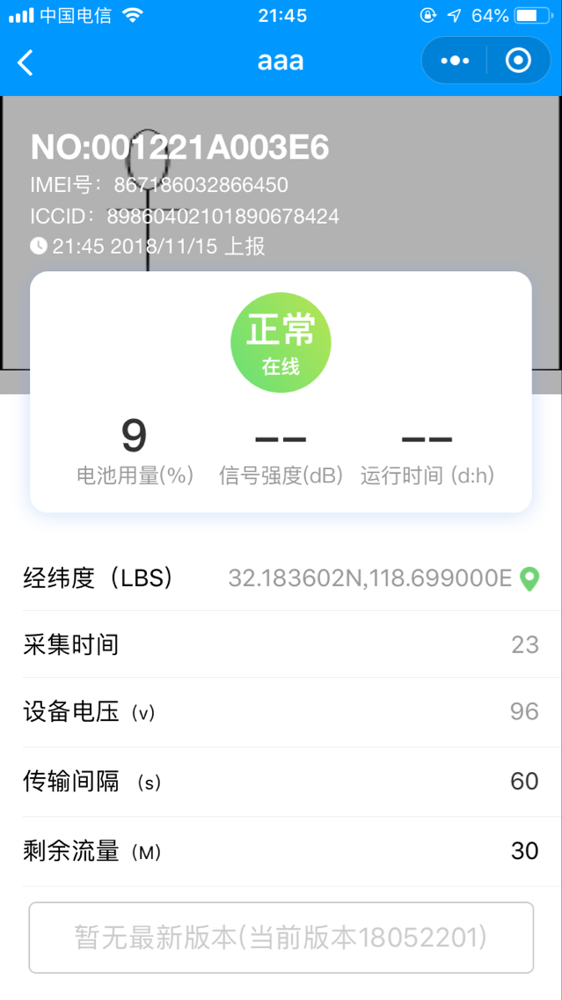 中国电信 21:45 64%
aaa
NO:001221A003E6
IMEI号：867186032866450
ICCID：89860402101890678424
21:45 2018/11/15 上报
正常
在线
9 -- --
电池用量(%) 信号强度(dB) 运行时间 (d:h)
经纬度（LBS） 32.183602N,118.699000E
采集时间 23
设备电压（v） 96
传输间隔（s） 60
剩余流量（M） 30
暂无最新版本(当前版本18052201)